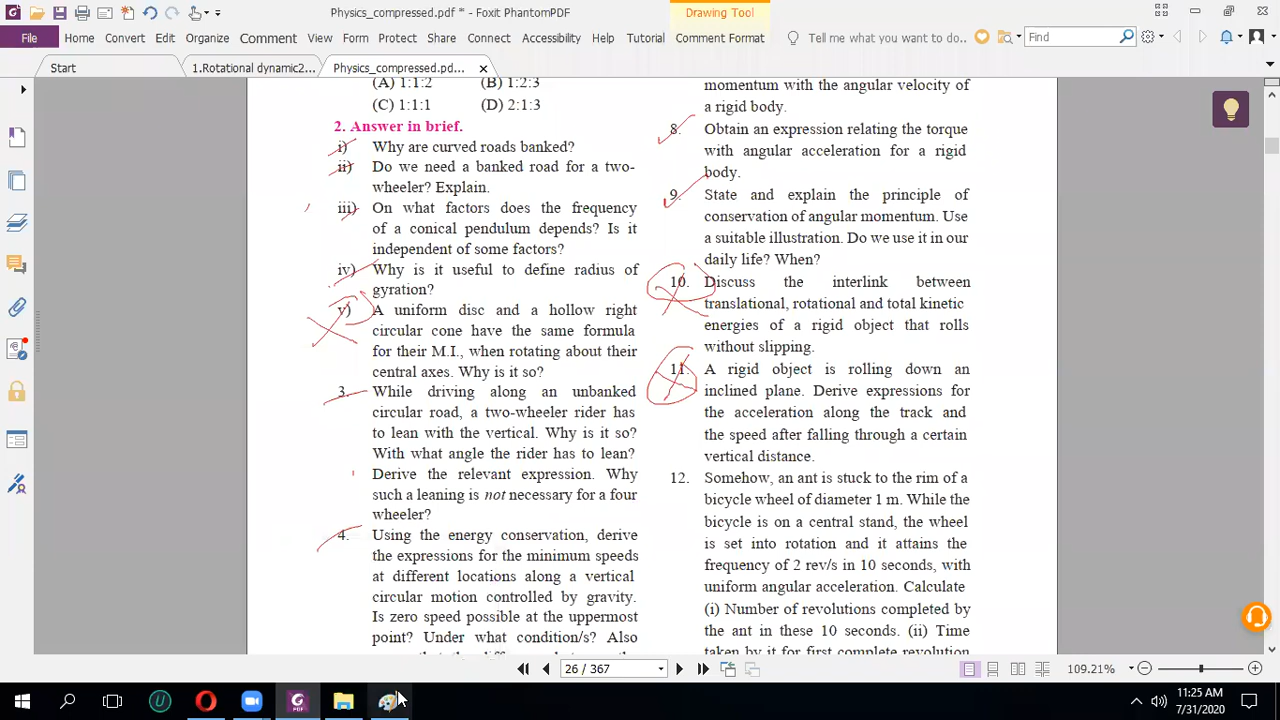 Physics_compressed.pdf * - Foxit PhantomPDF
Drawing Tool
File Home Convert Edit Organize Comment View Form Protect Share Connect Accessibility Help Tutorial Comment Format Tell me what you want to do... Find
Start 1.Rotational dynamic2... Physics_compressed.pd...
(A) 1:1:2 (B) 1:2:3
(C) 1:1:1 (D) 2:1:3
2. Answer in brief.
i) Why are curved roads banked?
ii) Do we need a banked road for a two-
wheeler? Explain.
iii) On what factors does the frequency
of a conical pendulum depends? Is it
independent of some factors?
iv) Why is it useful to define radius of
gyration?
v) A uniform disc and a hollow right
circular cone have the same formula
for their M.I., when rotating about their
central axes. Why is it so?
3. While driving along an unbanked
circular road, a two-wheeler rider has
to lean with the vertical. Why is it so?
With what angle the rider has to lean?
Derive the relevant expression. Why
such a leaning is not necessary for a four
wheeler?
4. Using the energy conservation, derive
the expressions for the minimum speeds
at different locations along a vertical
circular motion controlled by gravity.
Is zero speed possible at the uppermost
point? Under what condition/s? Also
momentum with the angular velocity of
a rigid body.
8. Obtain an expression relating the torque
with angular acceleration for a rigid
body.
9. State and explain the principle of
conservation of angular momentum. Use
a suitable illustration. Do we use it in our
daily life? When?
10. Discuss the interlink between
translational, rotational and total kinetic
energies of a rigid object that rolls
without slipping.
11. A rigid object is rolling down an
inclined plane. Derive expressions for
the acceleration along the track and
the speed after falling through a certain
vertical distance.
12. Somehow, an ant is stuck to the rim of a
bicycle wheel of diameter 1 m. While the
bicycle is on a central stand, the wheel
is set into rotation and it attains the
frequency of 2 rev/s in 10 seconds, with
uniform angular acceleration. Calculate
(i) Number of revolutions completed by
the ant in these 10 seconds. (ii) Time
taken by it for first complete revolution
26 / 367
109.21%
11:25 AM
7/31/2020